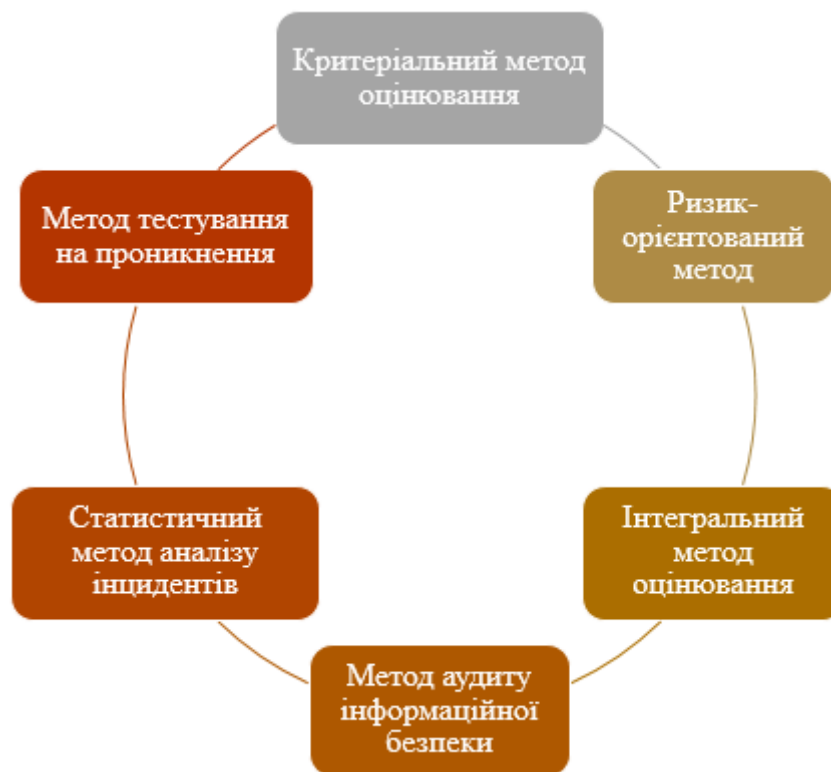 Критеріальний метод
оцінювання
Ризик-
орієнтований
метод
Інтегральний
метод
оцінювання
Метод аудиту
інформаційної
безпеки
Статистичний
метод аналізу
інцидентів
Метод тестування
на проникнення